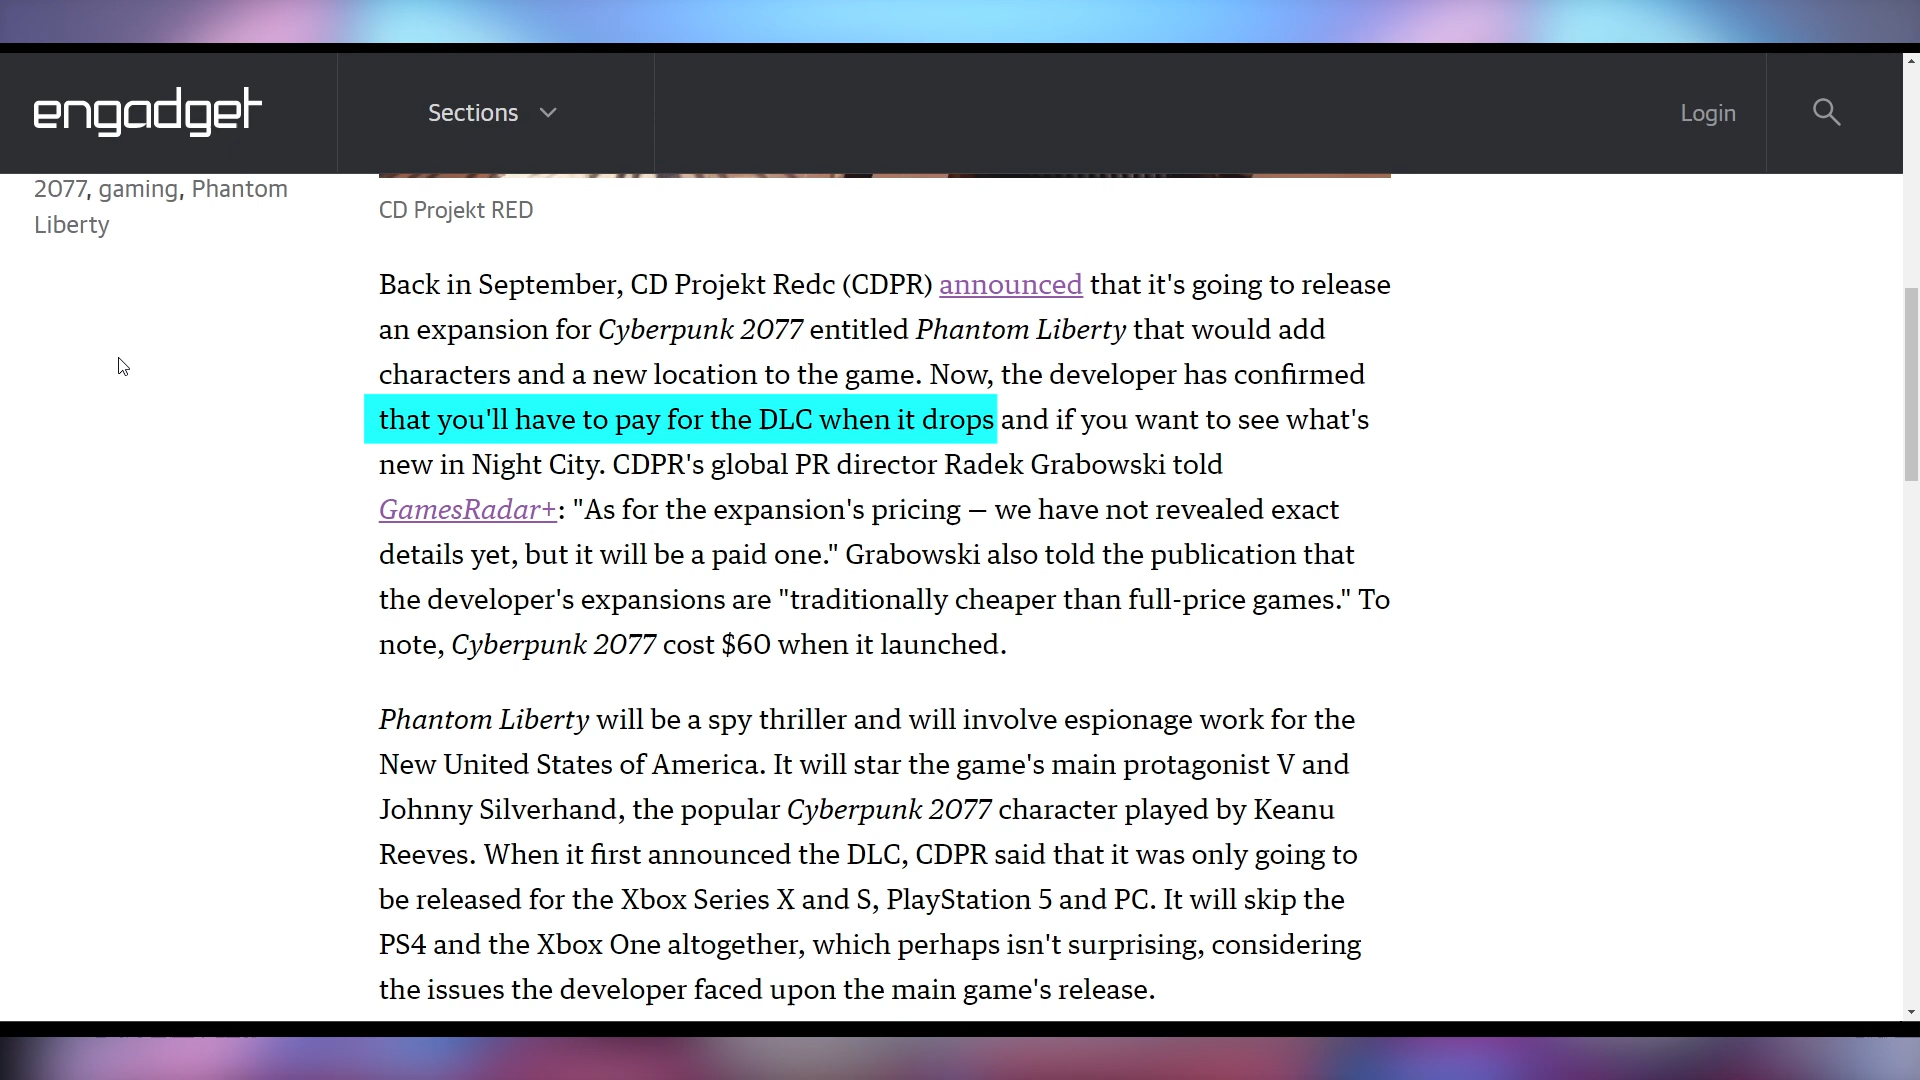 engadget
Sections
Login
2077, gaming, Phantom
Liberty
CD Projekt RED
Back in September, CD Projekt Redc (CDPR) announced that it's going to release
an expansion for Cyberpunk 2077 entitled Phantom Liberty that would add
characters and a new location to the game. Now, the developer has confirmed
that you'll have to pay for the DLC when it drops and if you want to see what's
new in Night City. CDPR's global PR director Radek Grabowski told
GamesRadar+: "As for the expansion's pricing — we have not revealed exact
details yet, but it will be a paid one." Grabowski also told the publication that
the developer's expansions are "traditionally cheaper than full-price games." To
note, Cyberpunk 2077 cost $60 when it launched.
Phantom Liberty will be a spy thriller and will involve espionage work for the
New United States of America. It will star the game's main protagonist V and
Johnny Silverhand, the popular Cyberpunk 2077 character played by Keanu
Reeves. When it first announced the DLC, CDPR said that it was only going to
be released for the Xbox Series X and S, PlayStation 5 and PC. It will skip the
PS4 and the Xbox One altogether, which perhaps isn't surprising, considering
the issues the developer faced upon the main game's release.